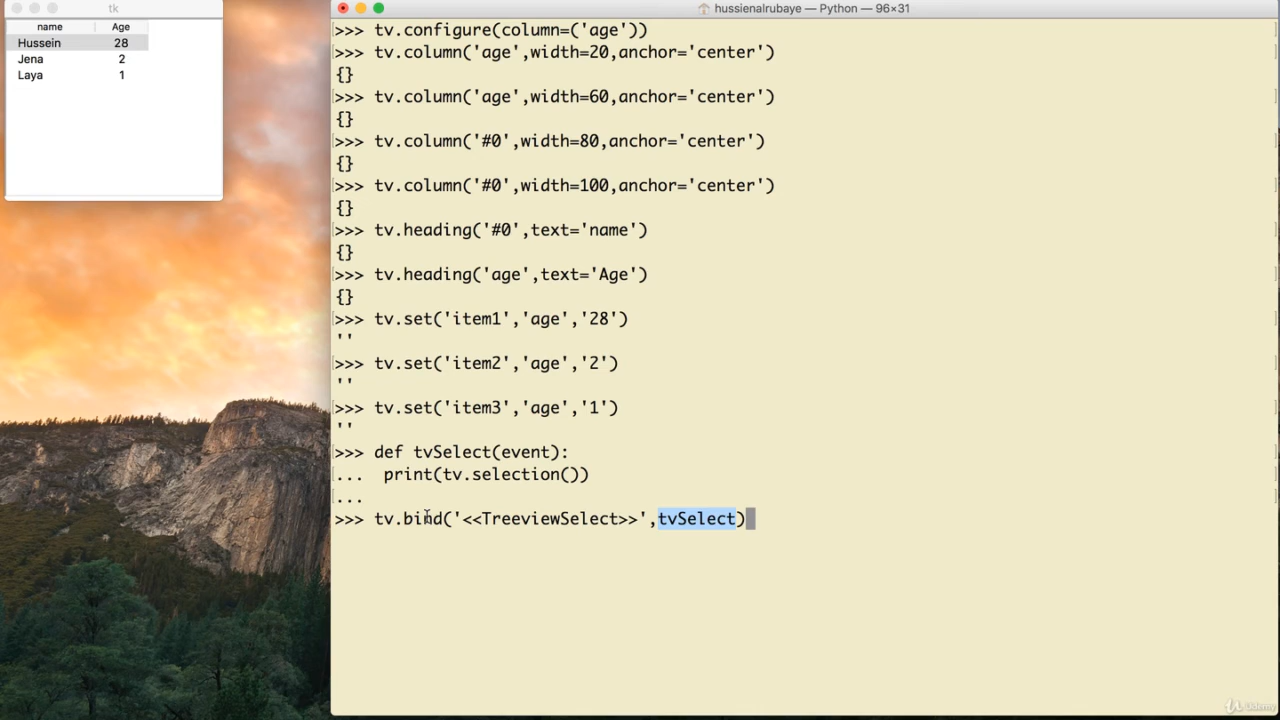 tk
name Age
Hussein 28
Jena 2
Laya 1
hussienalrubaye — Python — 96×31
>>> tv.configure(column=('age'))
>>> tv.column('age',width=20,anchor='center')
{}
>>> tv.column('age',width=60,anchor='center')
{}
>>> tv.column('#0',width=80,anchor='center')
{}
>>> tv.column('#0',width=100,anchor='center')
{}
>>> tv.heading('#0',text='name')
{}
>>> tv.heading('age',text='Age')
{}
>>> tv.set('item1','age','28')
''
>>> tv.set('item2','age','2')
''
>>> tv.set('item3','age','1')
''
>>> def tvSelect(event):
...  print(tv.selection())
...
>>> tv.bind('<<TreeviewSelect>>',tvSelect)
Udemy